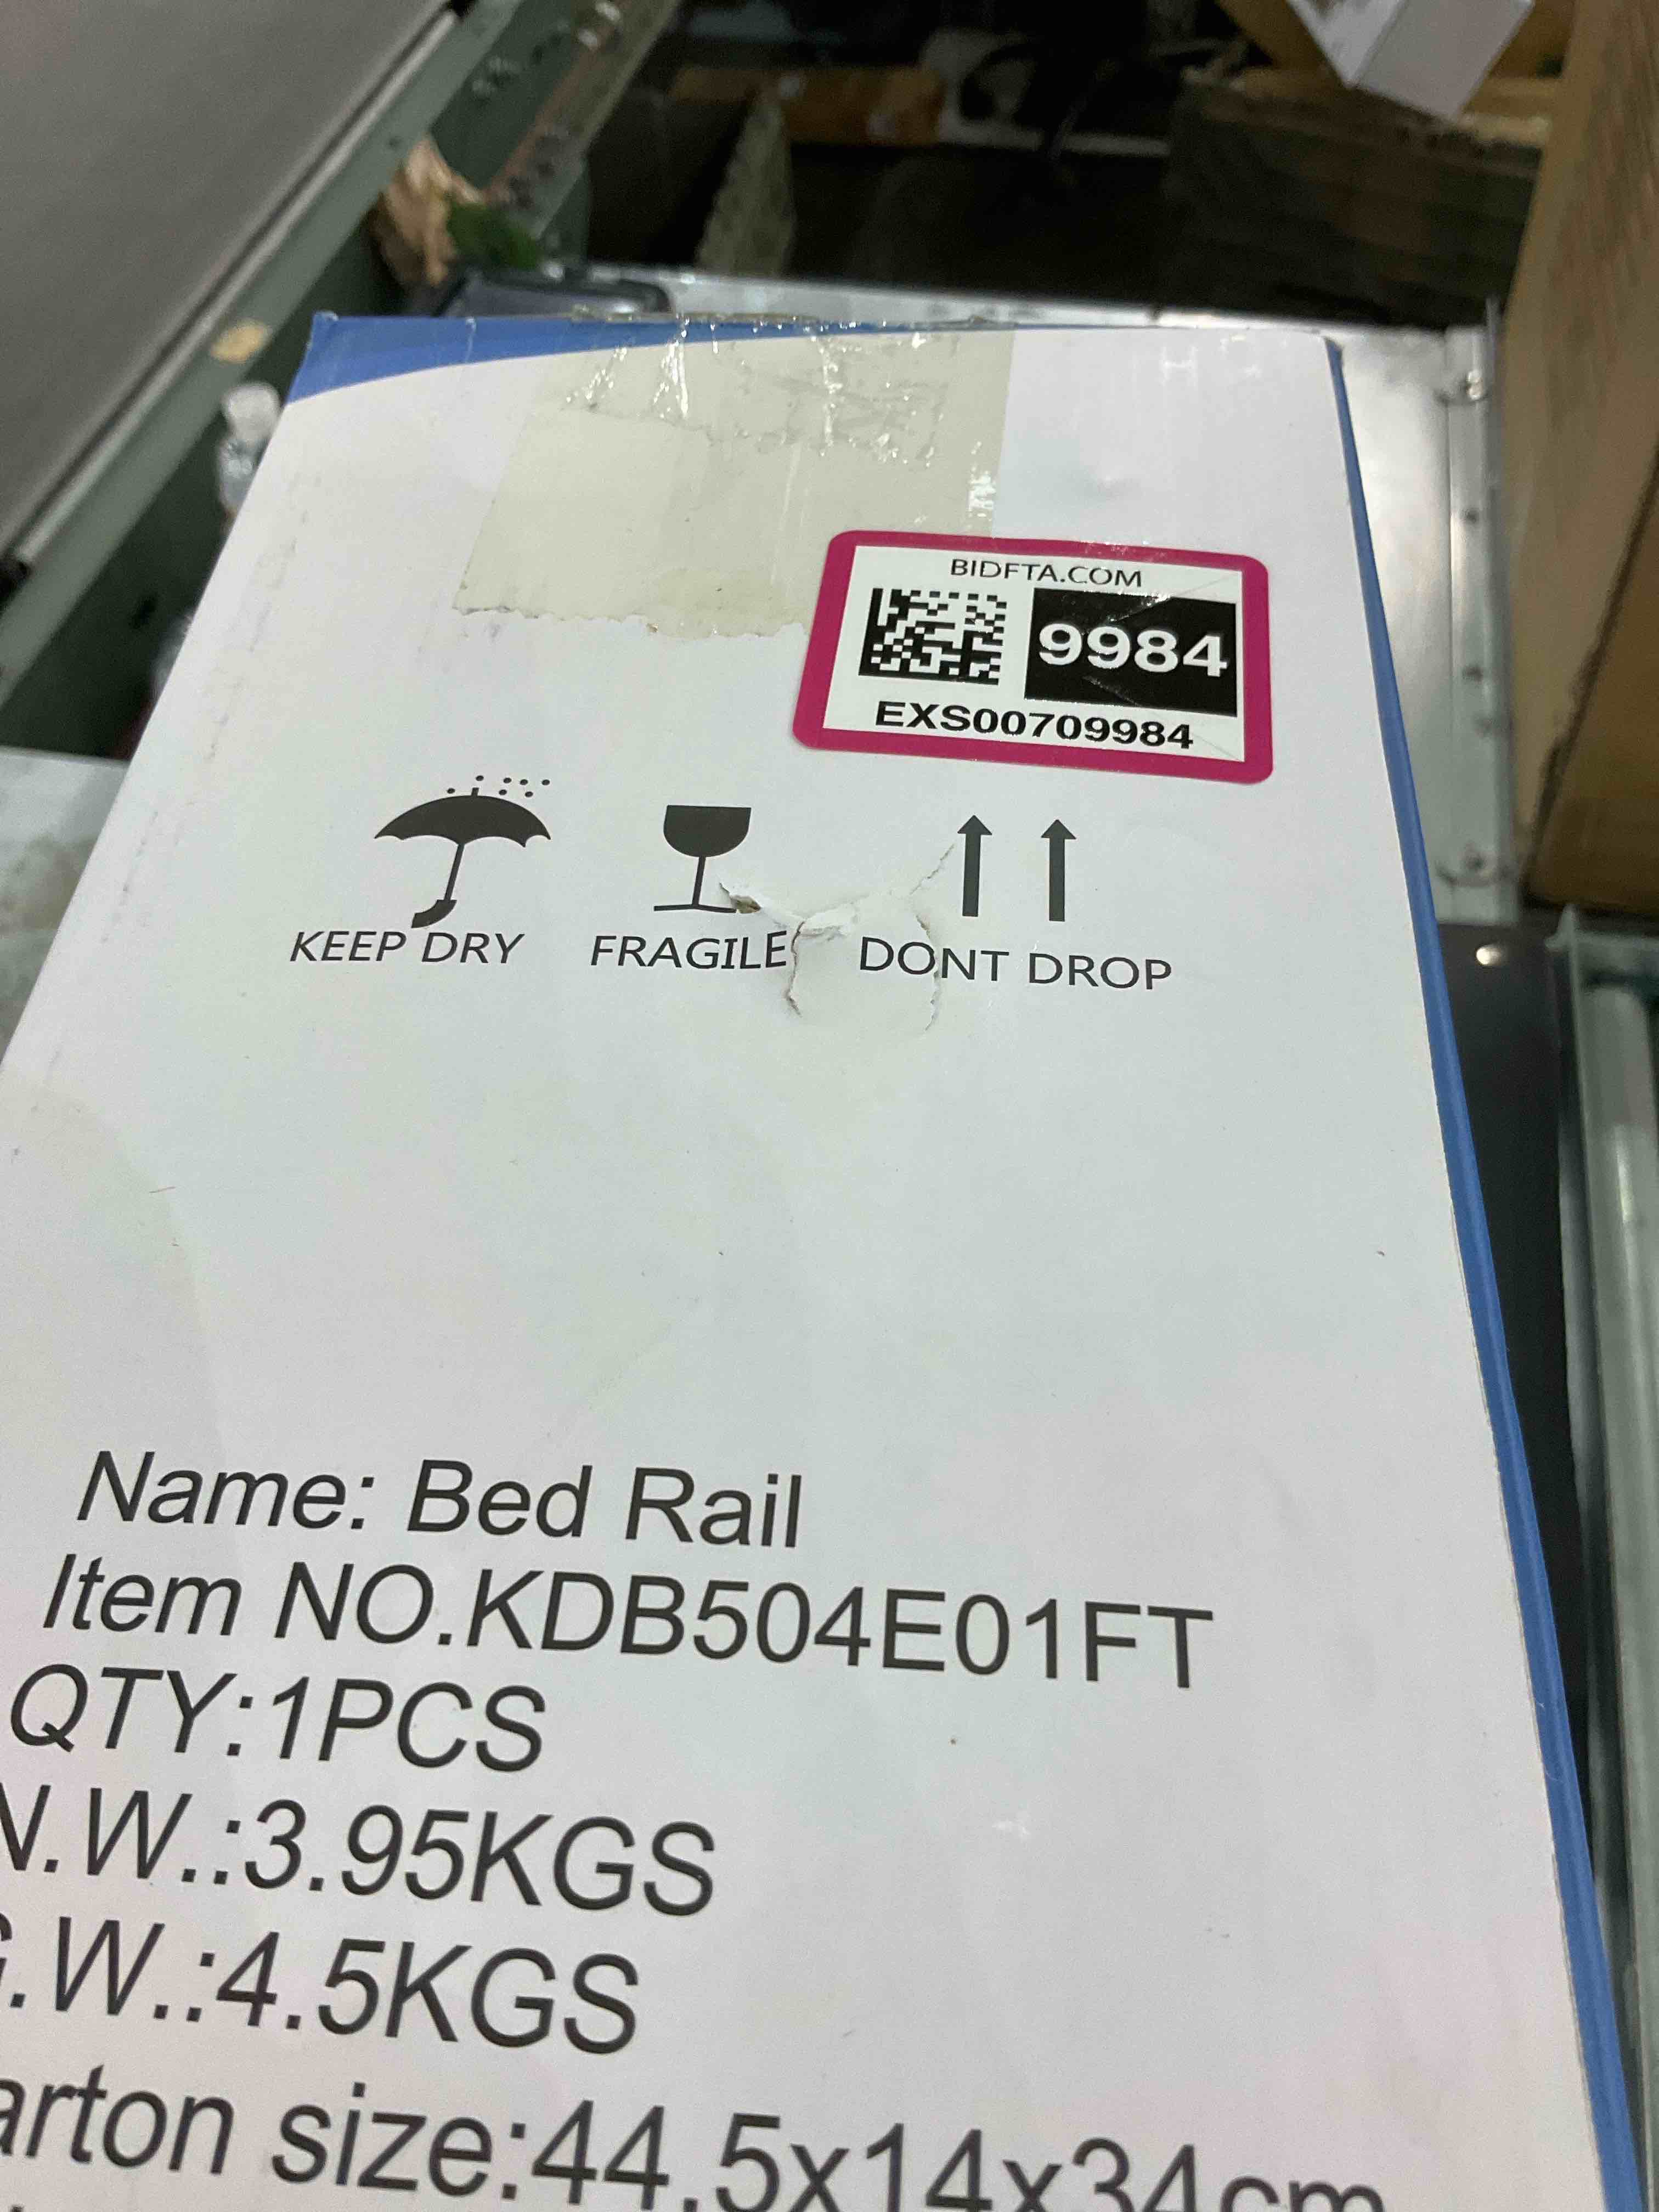 BIDFTA.COM
9984
EXS00709984
KEEP DRY FRAGILE DONT DROP
Name: Bed Rail
Item NO.KDB504E01FT
QTY:1PCS
N.W.:3.95KGS
G.W.:4.5KGS
arton size:44.5x14x34cm